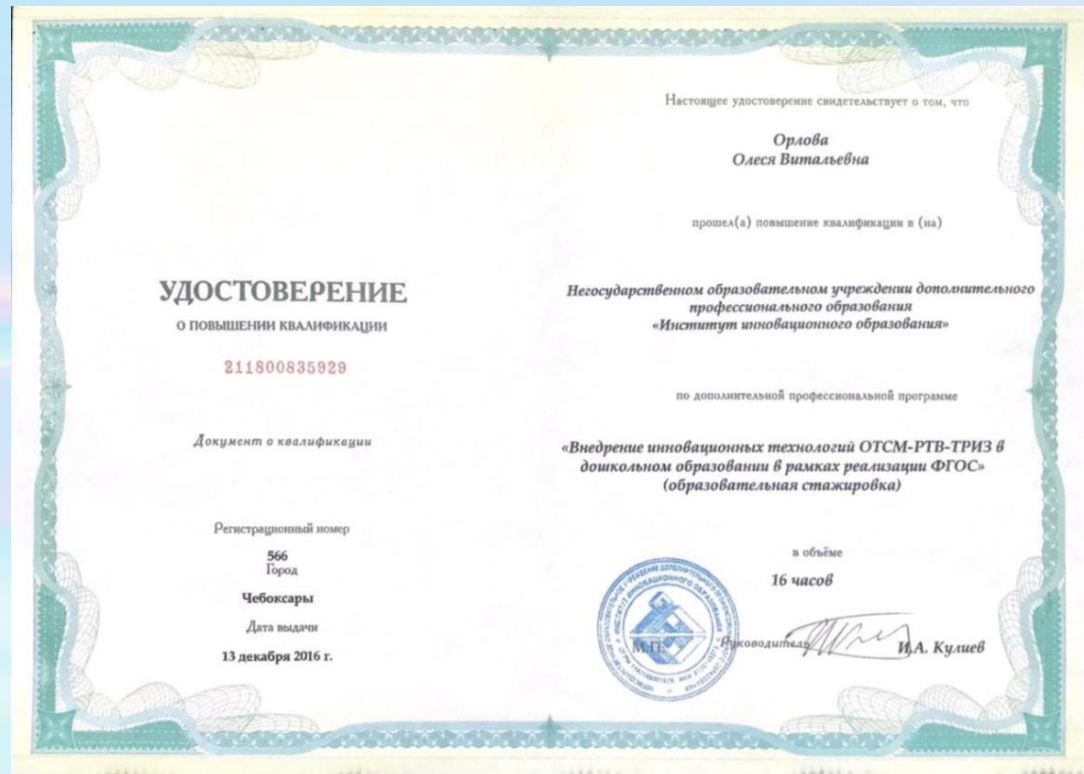 УДОСТОВЕРЕНИЕ
О ПОВЫШЕНИИ КВАЛИФИКАЦИИ
211800835929
Документ о квалификации
Регистрационный номер
566
Город
Чебоксары
Дата выдачи
13 декабря 2016 г.
Настоящее удостоверение свидетельствует о том, что
Орлова
Олеся Витальевна
прошел(а) повышение квалификации в (на)
Негосударственном образовательном учреждении дополнительного
профессионального образования
«Институт инновационного образования»
по дополнительной профессиональной программе
«Внедрение инновационных технологий ОТСМ-РТВ-ТРИЗ в
дошкольном образовании в рамках реализации ФГОС»
(образовательная стажировка)
в объёме
16 часов
М.П.
Руководитель
И.А. Кулиев